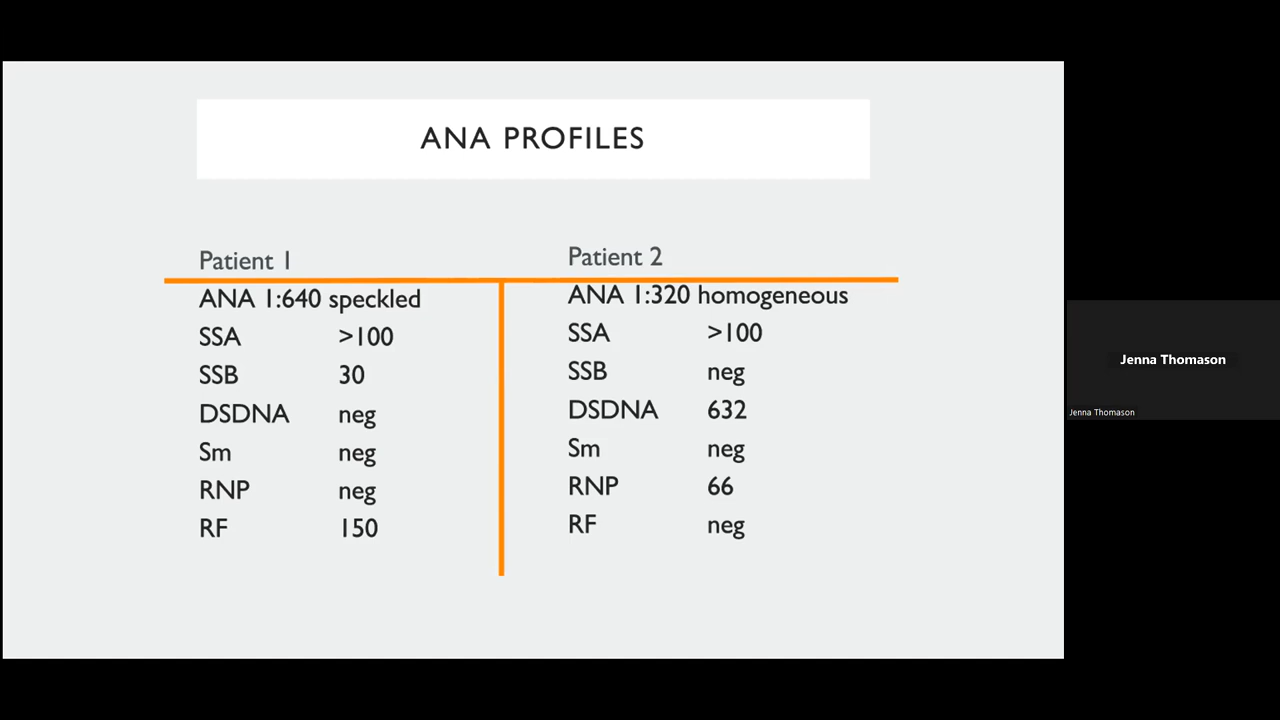 ANA PROFILES
Patient 1
ANA 1:640 speckled
SSA >100
SSB 30
DSDNA neg
Sm neg
RNP neg
RF 150
Patient 2
ANA 1:320 homogeneous
SSA >100
SSB neg
DSDNA 632
Sm neg
RNP 66
RF neg
Jenna Thomason
Jenna Thomason